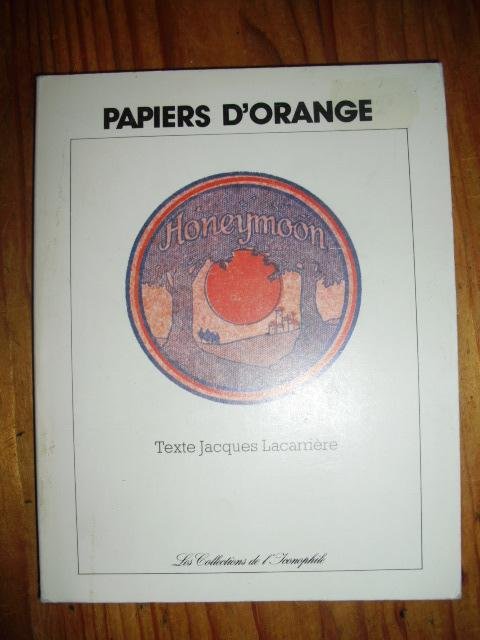 PAPIERS D'ORANGE
Honeymoon
Texte Jacques Lacarrière
Les Collections de l'Iconophile